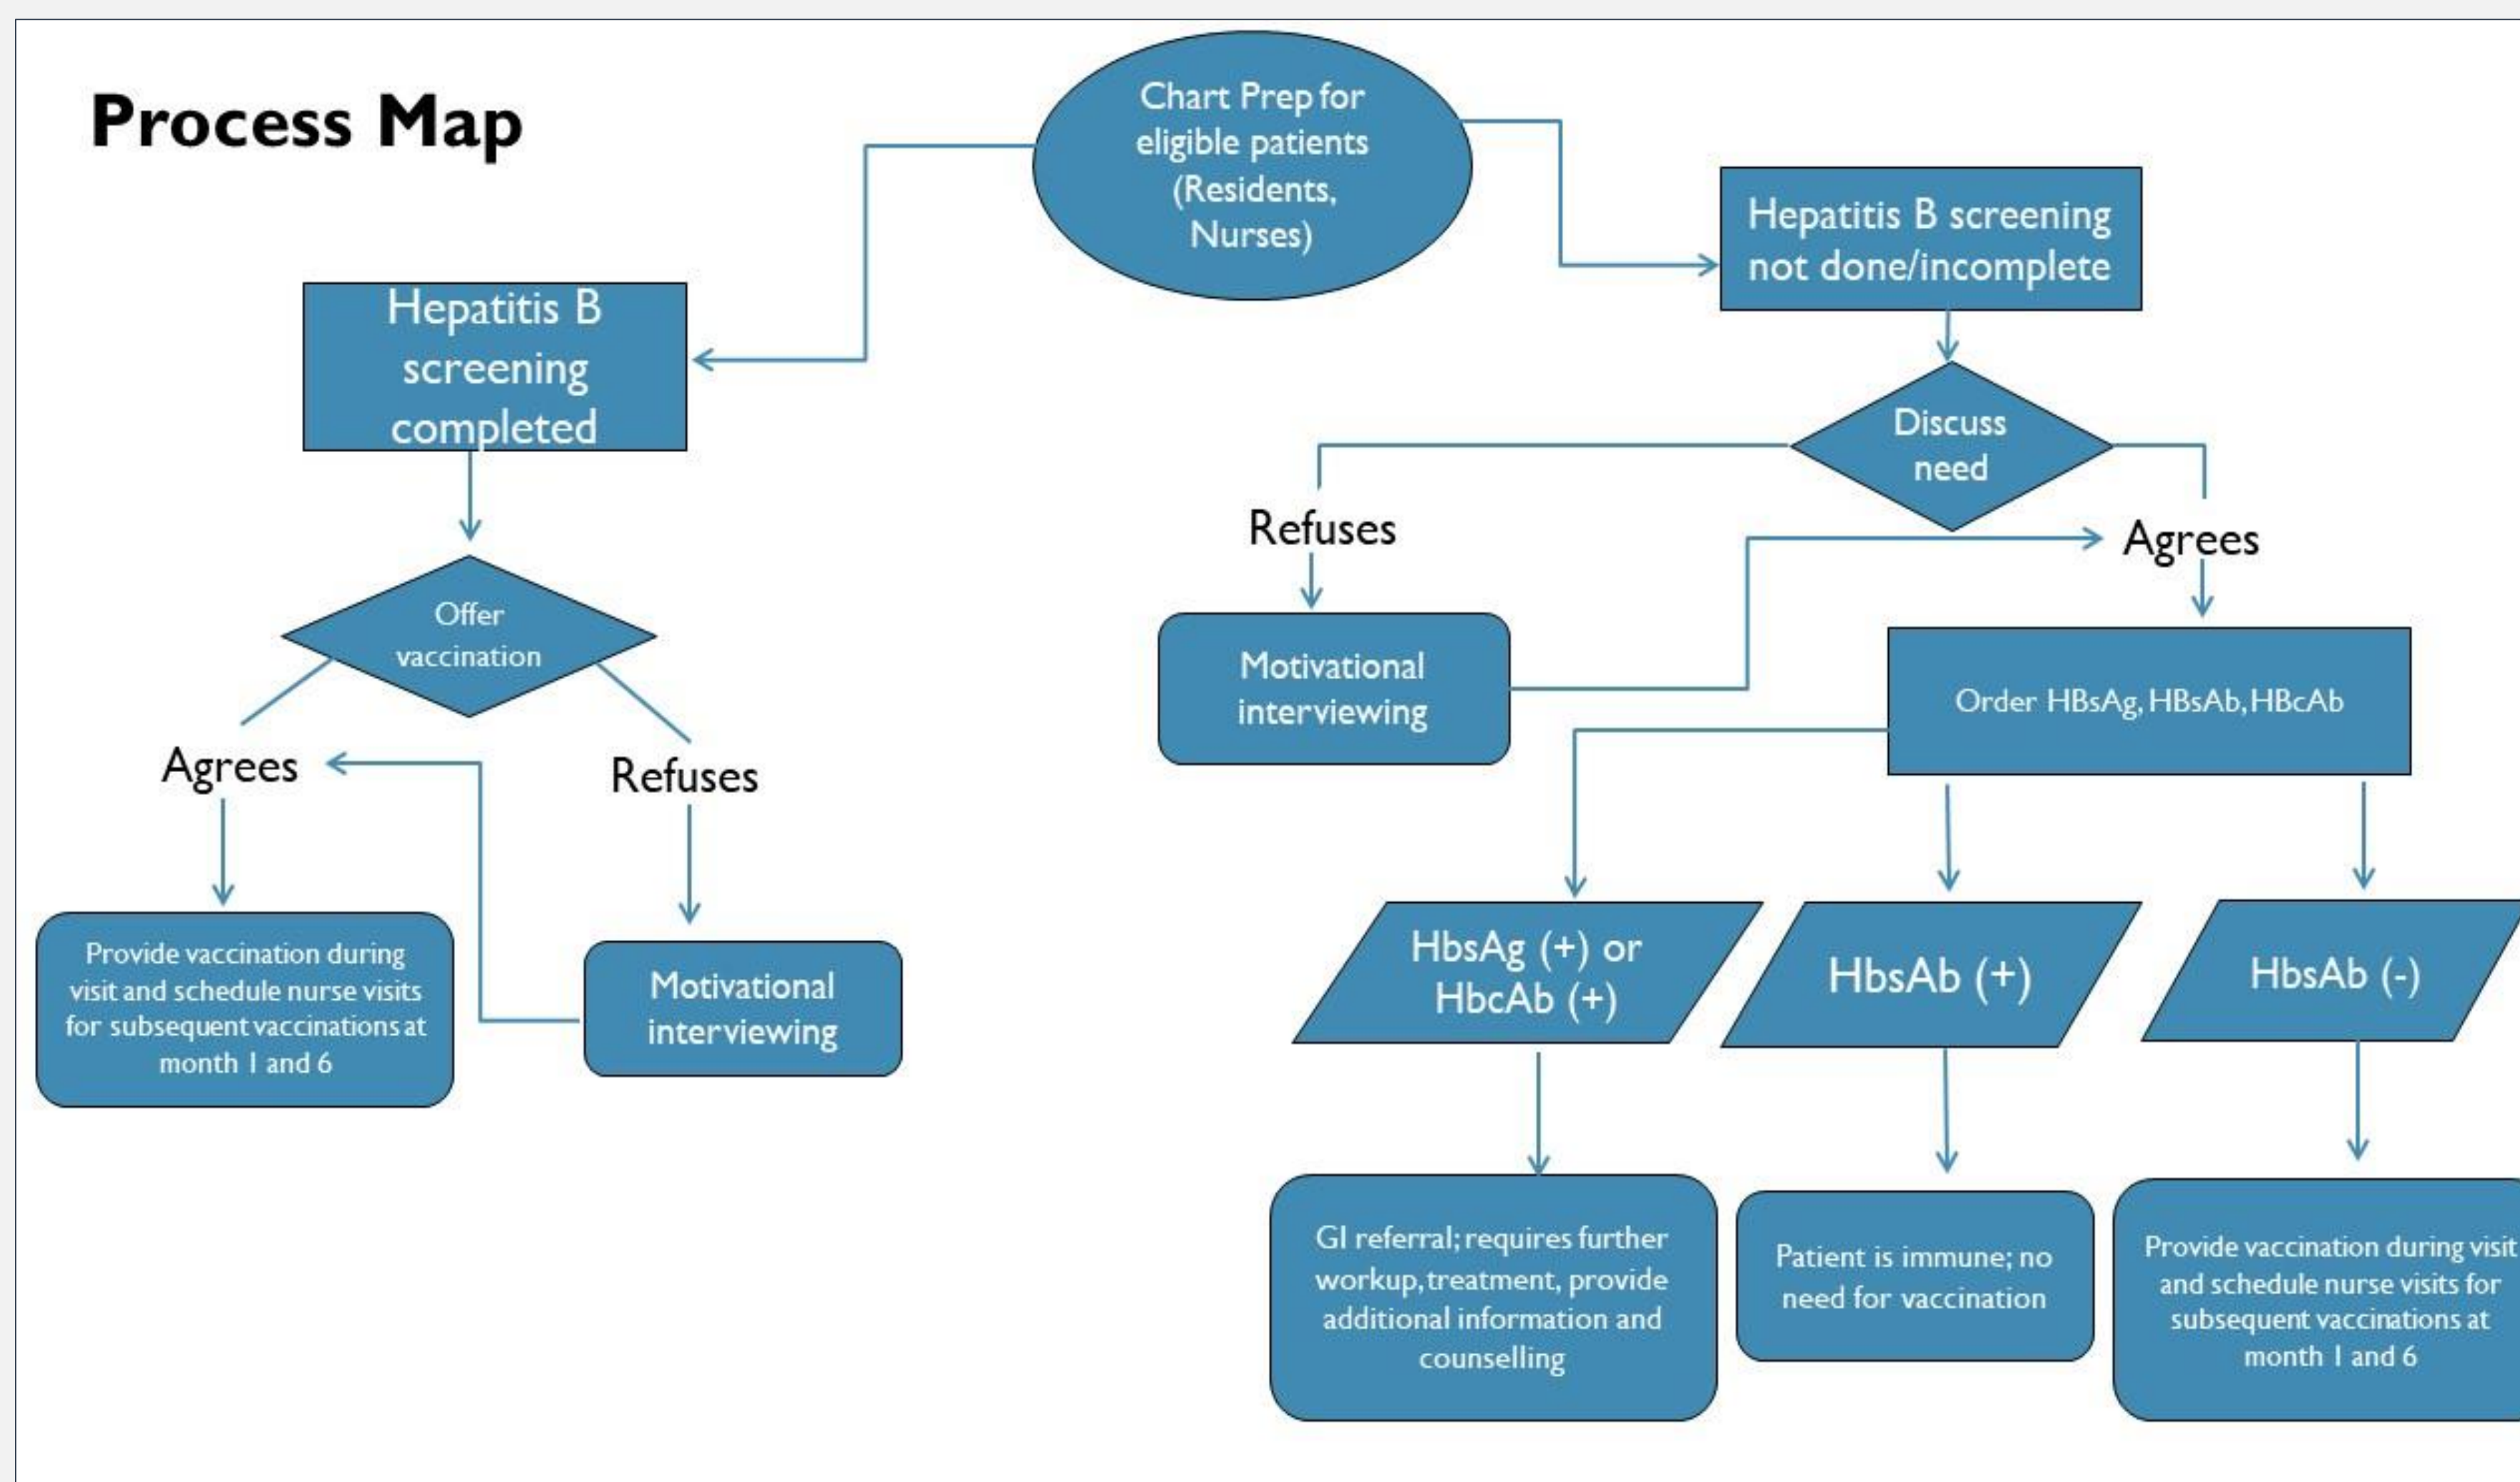 Process Map
Chart Prep for
eligible patients
(Residents,
Nurses)
Hepatitis B
screening
completed
Offer
vaccination
Agrees
Refuses
Provide vaccination during
visit and schedule nurse visits
for subsequent vaccinations at
month 1 and 6
Motivational
interviewing
Hepatitis B screening
not done/incomplete
Discuss
need
Refuses
Agrees
Motivational
interviewing
Order HBsAg, HBsAb, HBcAb
HbsAg (+) or
HbcAb (+)
HbsAb (+)
HbsAb (-)
GI referral; requires further
workup, treatment, provide
additional information and
counselling
Patient is immune; no
need for vaccination
Provide vaccination during visit
and schedule nurse visits for
subsequent vaccinations at
month 1 and 6